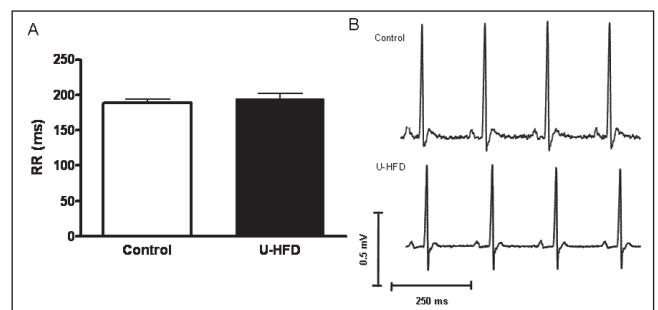 A
250
200
150
100
50
0
RR (ms)
Control
U-HFD
B
Control
U-HFD
0.5 mV
250 ms